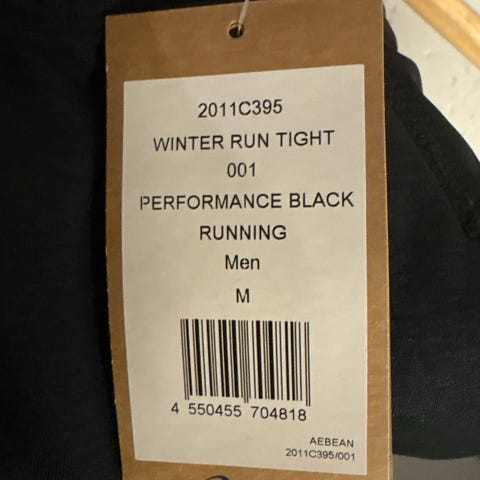 2011C395
WINTER RUN TIGHT
001
PERFORMANCE BLACK
RUNNING
Men
M
4 550455 704818
AEBEAN
2011C395/001